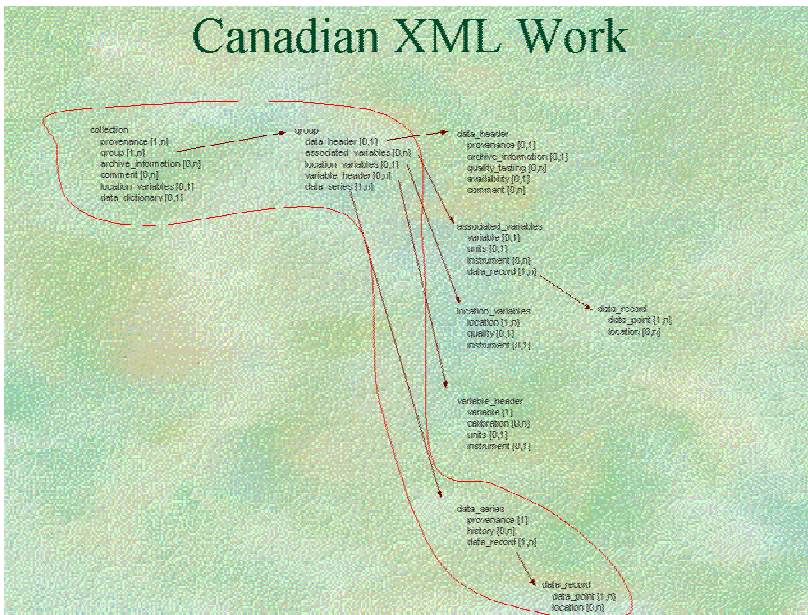 Canadian XML Work
collection
provenance [1,n]
group [1,n]
archive_information [0,n]
comment [0,n]
location_variables [0,1]
data_dictionary [0,1]
group
data_header [0,1]
associated_variables [0,n]
location_variables [0,1]
variable_header [0,n]
data_series [1,n]
data_header
provenance [0,1]
archive_information [0,1]
quality_testing [0,n]
availability [0,1]
comment [0,n]
associated_variables
variable [0,1]
units [0,1]
instrument [0,n]
data_record [1,n]
data_record
data_point [1,n]
location [0,n]
location_variables
location [1,n]
quality [0,1]
instrument [0,1]
variable_header
variable [1]
calibration [0,n]
units [0,1]
instrument [0,1]
data_series
provenance [1]
history [0,n]
data_record [1,n]
data_record
data_point [1,n]
location [0,n]